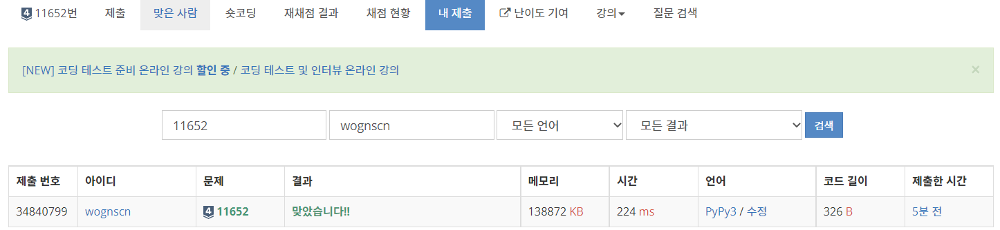 4 11652번 제출 맞은 사람 숏코딩 재채점 결과 채점 현황 내 제출 난이도 기여 강의 질문 검색
[NEW] 코딩 테스트 준비 온라인 강의 할인 중 / 코딩 테스트 및 인터뷰 온라인 강의 ×
11652 wognscn 모든 언어 모든 결과 검색
제출 번호 아이디 문제 결과 메모리 시간 언어 코드 길이 제출한 시간
34840799 wognscn 4 11652 맞았습니다!! 138872 KB 224 ms PyPy3 / 수정 326 B 5분 전